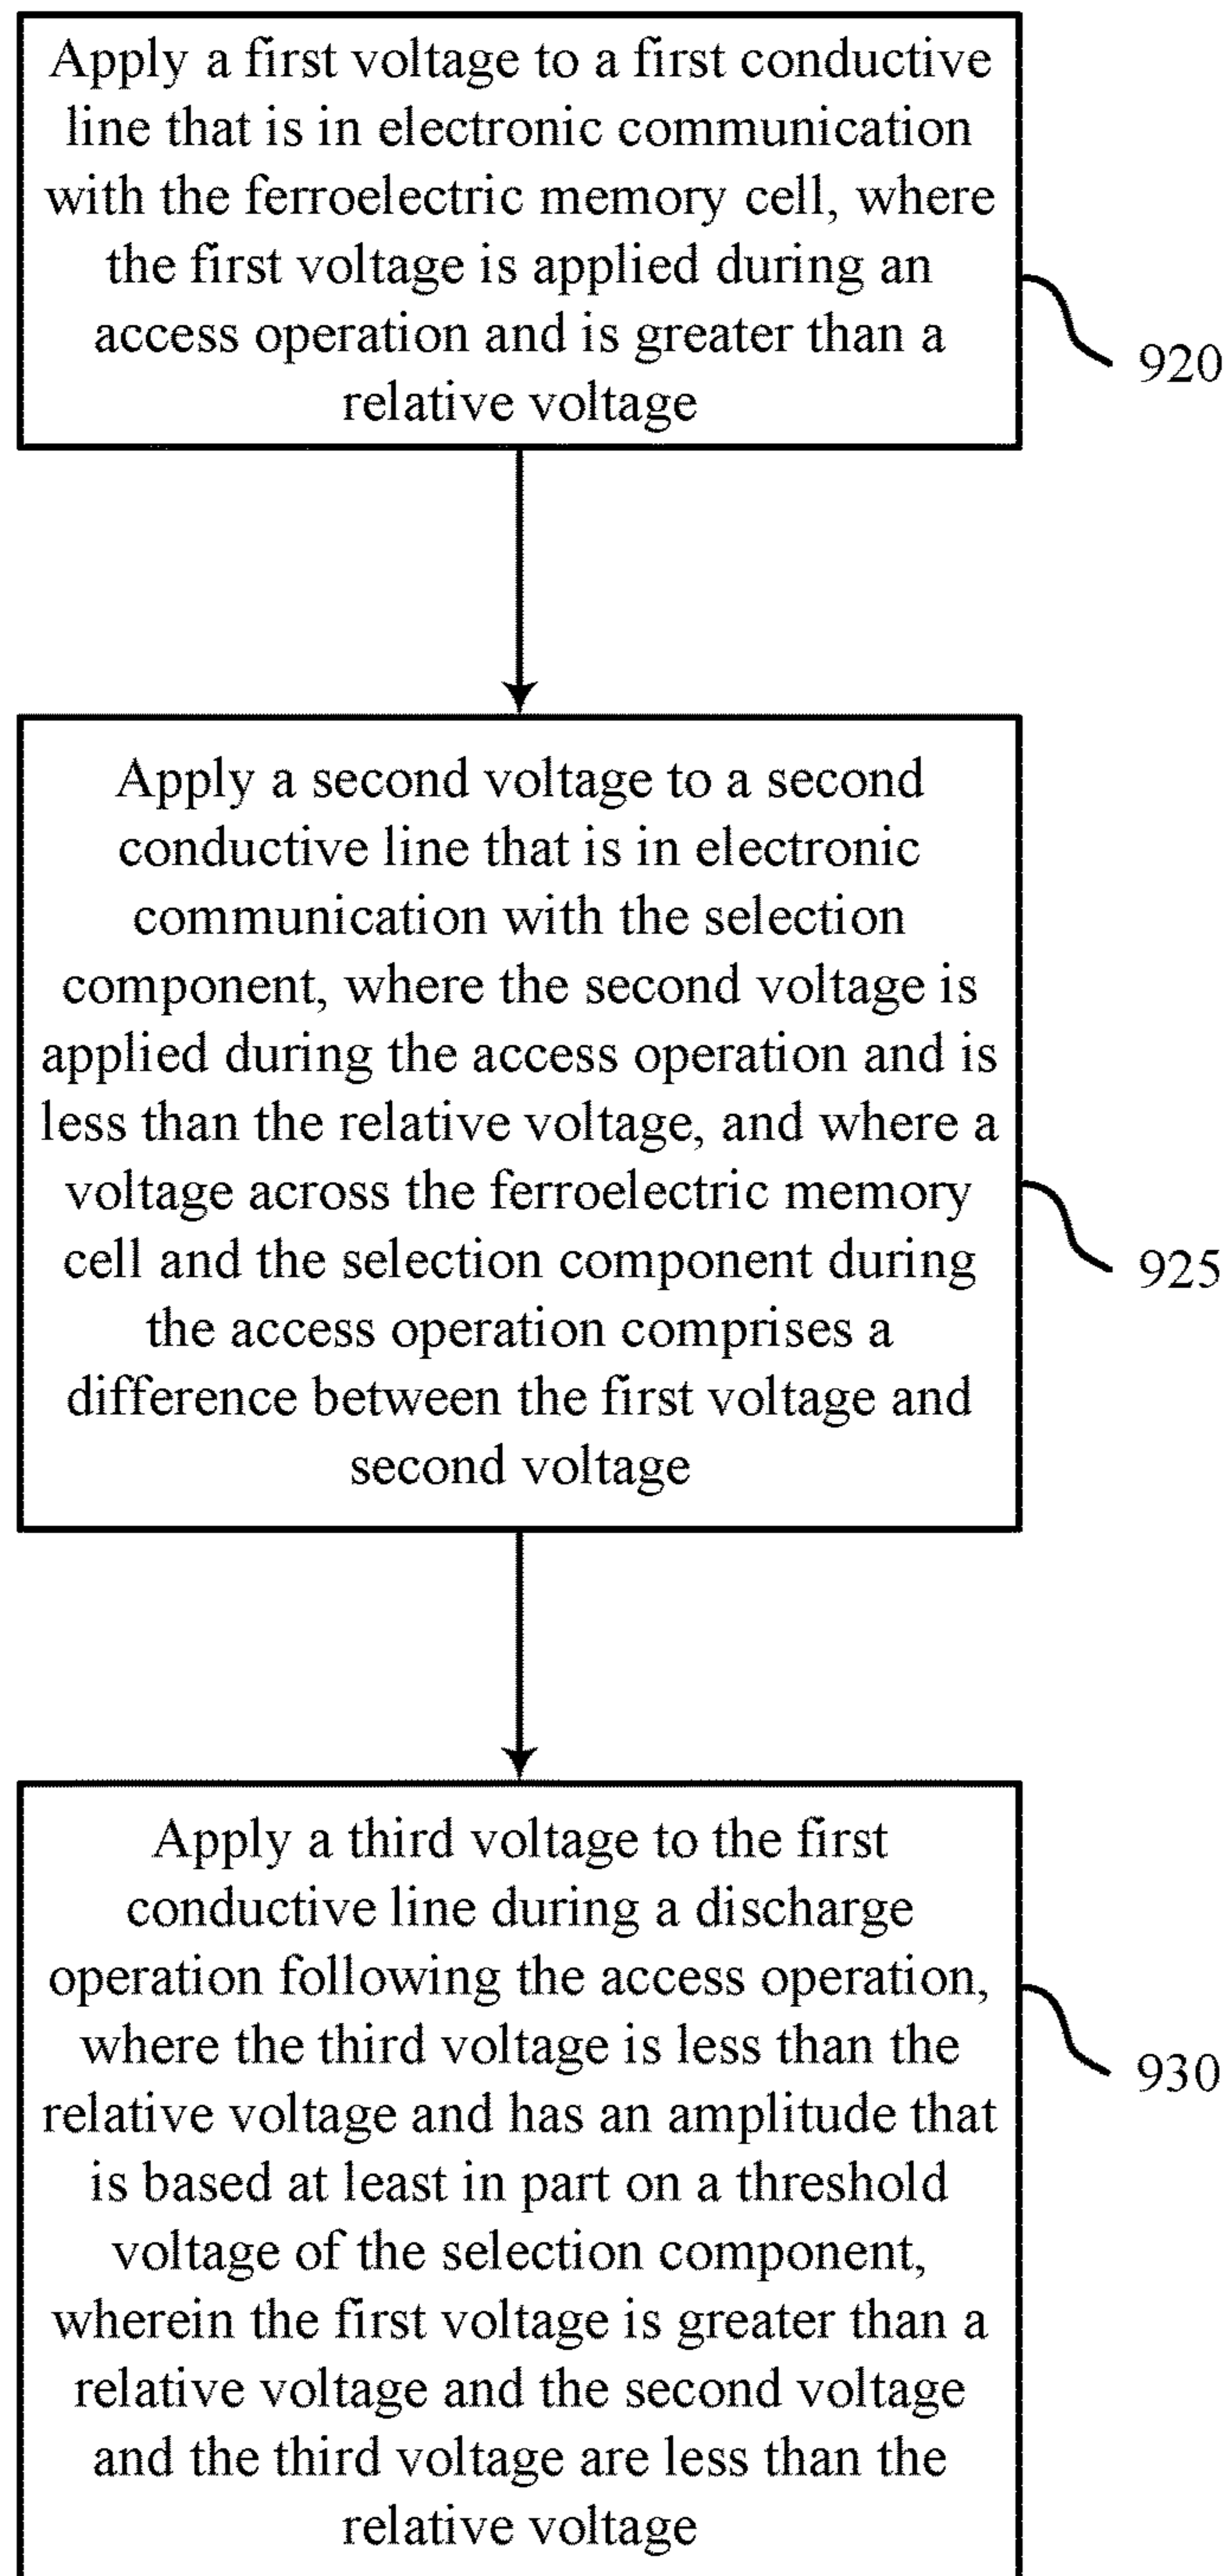 Apply a first voltage to a first conductive
line that is in electronic communication
with the ferroelectric memory cell, where
the first voltage is applied during an
access operation and is greater than a
relative voltage
920
Apply a second voltage to a second
conductive line that is in electronic
communication with the selection
component, where the second voltage is
applied during the access operation and is
less than the relative voltage, and where a
voltage across the ferroelectric memory
cell and the selection component during
the access operation comprises a
difference between the first voltage and
second voltage
925
Apply a third voltage to the first
conductive line during a discharge
operation following the access operation,
where the third voltage is less than the
relative voltage and has an amplitude that
is based at least in part on a threshold
voltage of the selection component,
wherein the first voltage is greater than a
relative voltage and the second voltage
and the third voltage are less than the
relative voltage
930